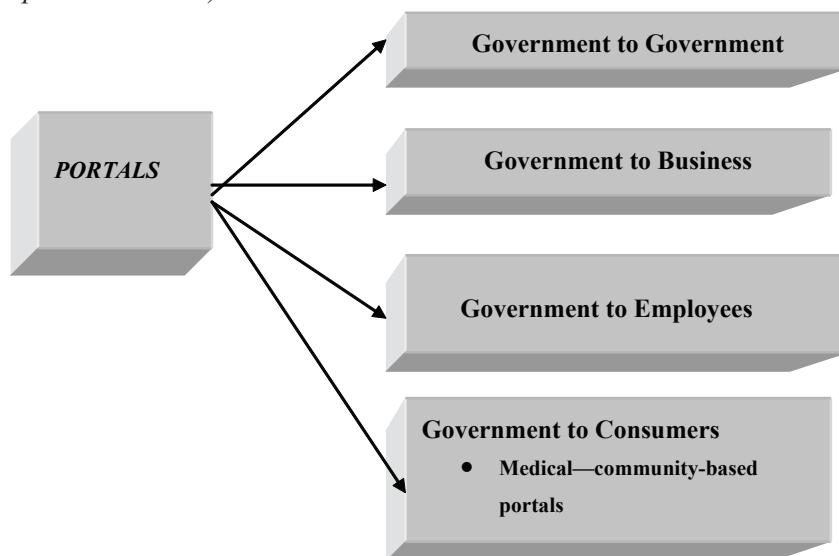 PORTALS
Government to Government
Government to Business
Government to Employees
Government to Consumers
• Medical—community-based
portals